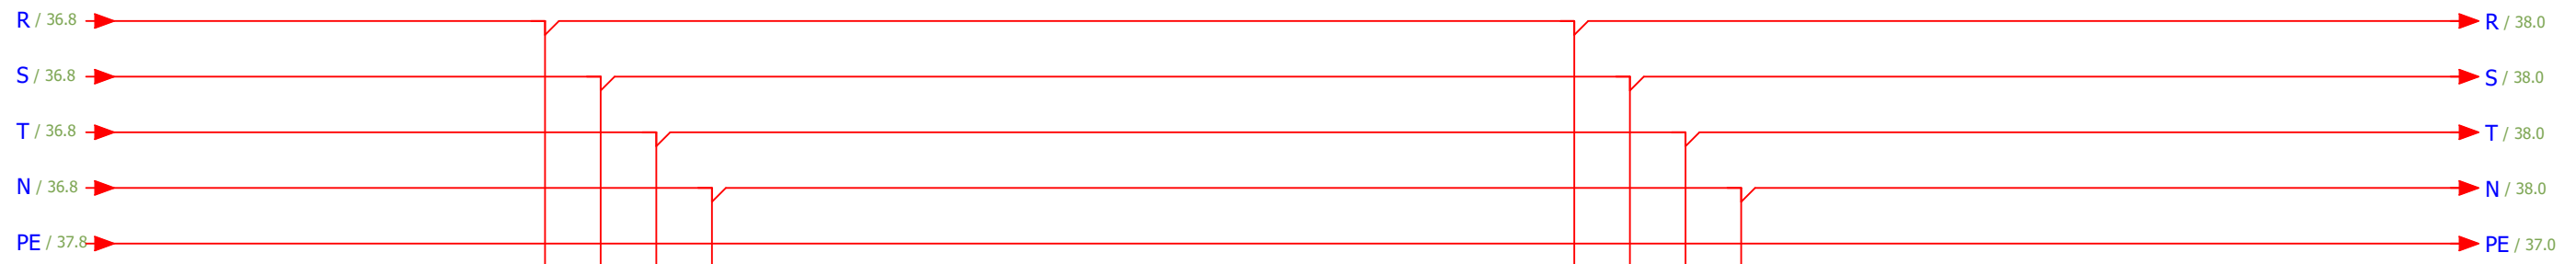 R / 36.8 R / 38.0
S / 36.8 S / 38.0
T / 36.8 T / 38.0
N / 36.8 N / 38.0
PE / 37.8 PE / 37.0